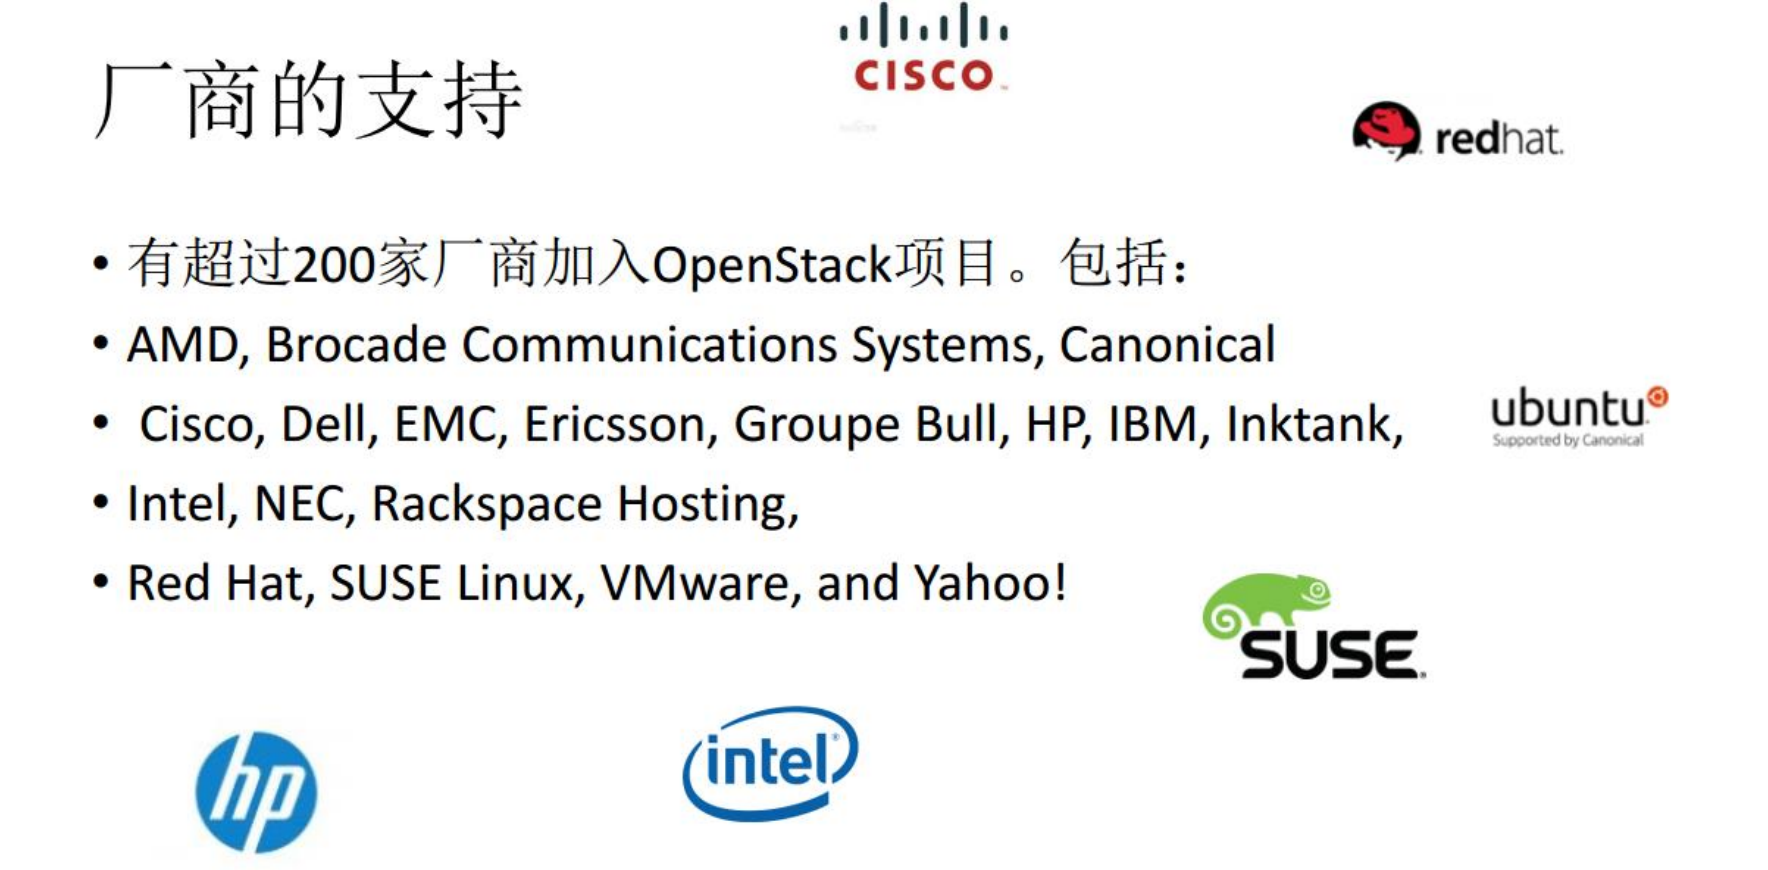 CISCO
厂商的支持
redhat.
• 有超过200家厂商加入OpenStack项目。包括：
• AMD, Brocade Communications Systems, Canonical
• Cisco, Dell, EMC, Ericsson, Groupe Bull, HP, IBM, Inktank,
ubuntu
Supported by Canonical
• Intel, NEC, Rackspace Hosting,
• Red Hat, SUSE Linux, VMware, and Yahoo!
SUSE
intel
hp